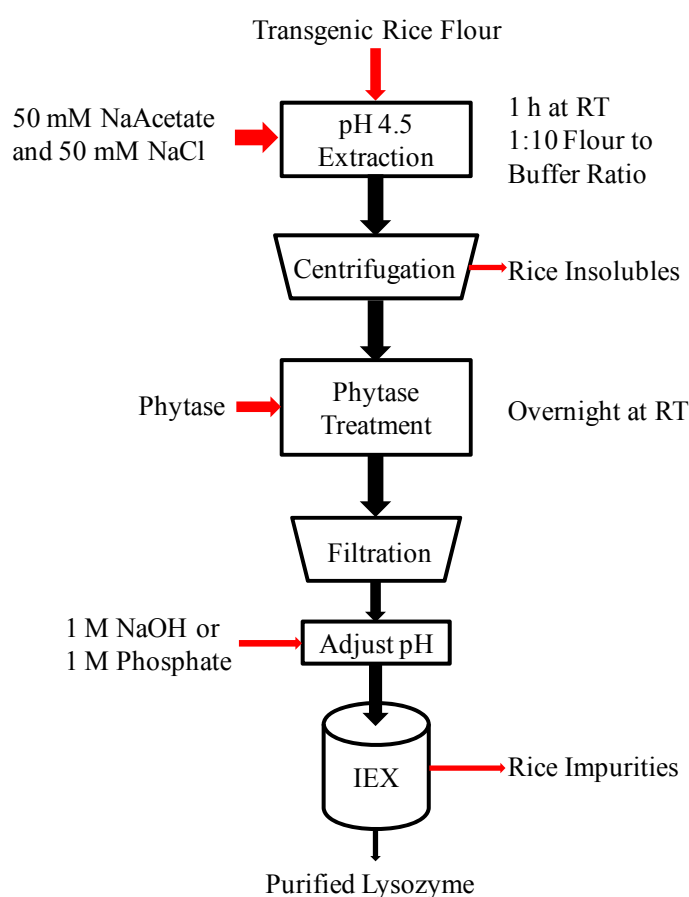 Transgenic Rice Flour
50 mM NaAcetate
and 50 mM NaCl
pH 4.5
Extraction
1 h at RT
1:10 Flour to
Buffer Ratio
Centrifugation
Rice Insolubles
Phytase
Phytase
Treatment
Overnight at RT
Filtration
1 M NaOH or
1 M Phosphate
Adjust pH
IEX
Rice Impurities
Purified Lysozyme